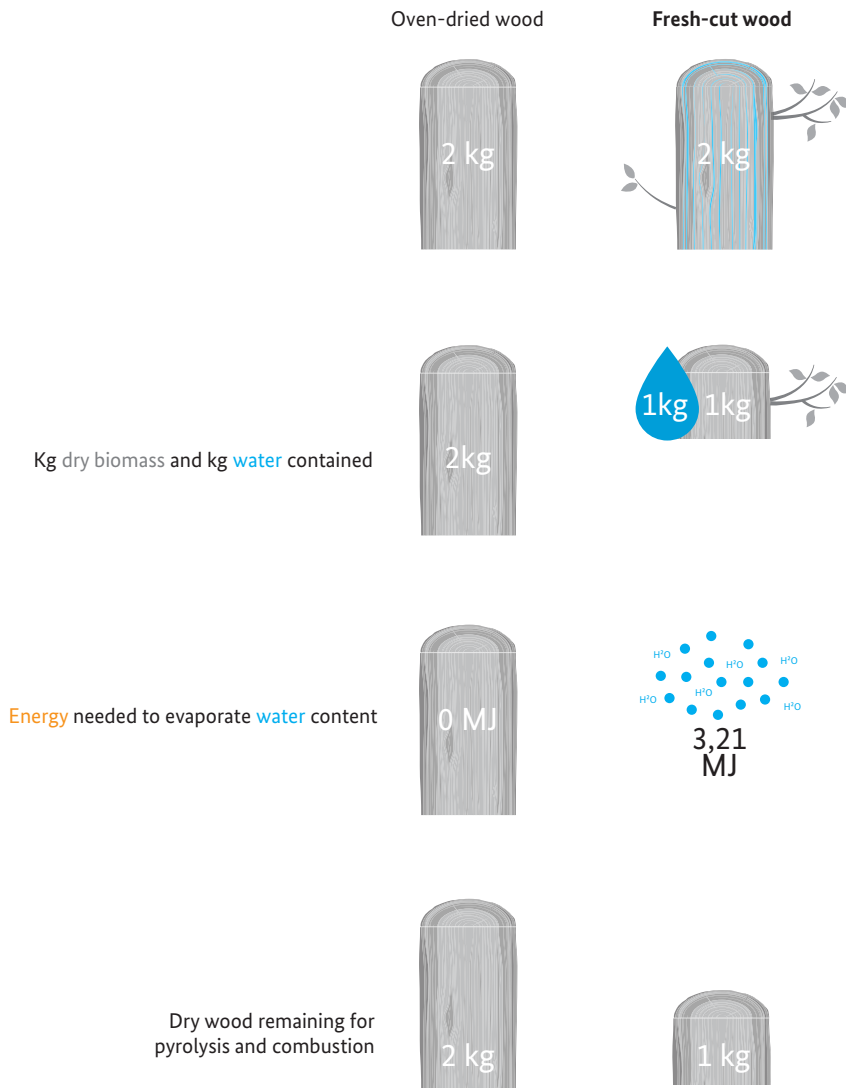 Oven-dried wood
Fresh-cut wood
2 kg
2 kg
Kg dry biomass and kg water contained
2kg
1kg
1kg
Energy needed to evaporate water content
0 MJ
H²O
H²O
H²O
H²O
H²O
H²O
3,21
MJ
Dry wood remaining for
pyrolysis and combustion
2 kg
1 kg